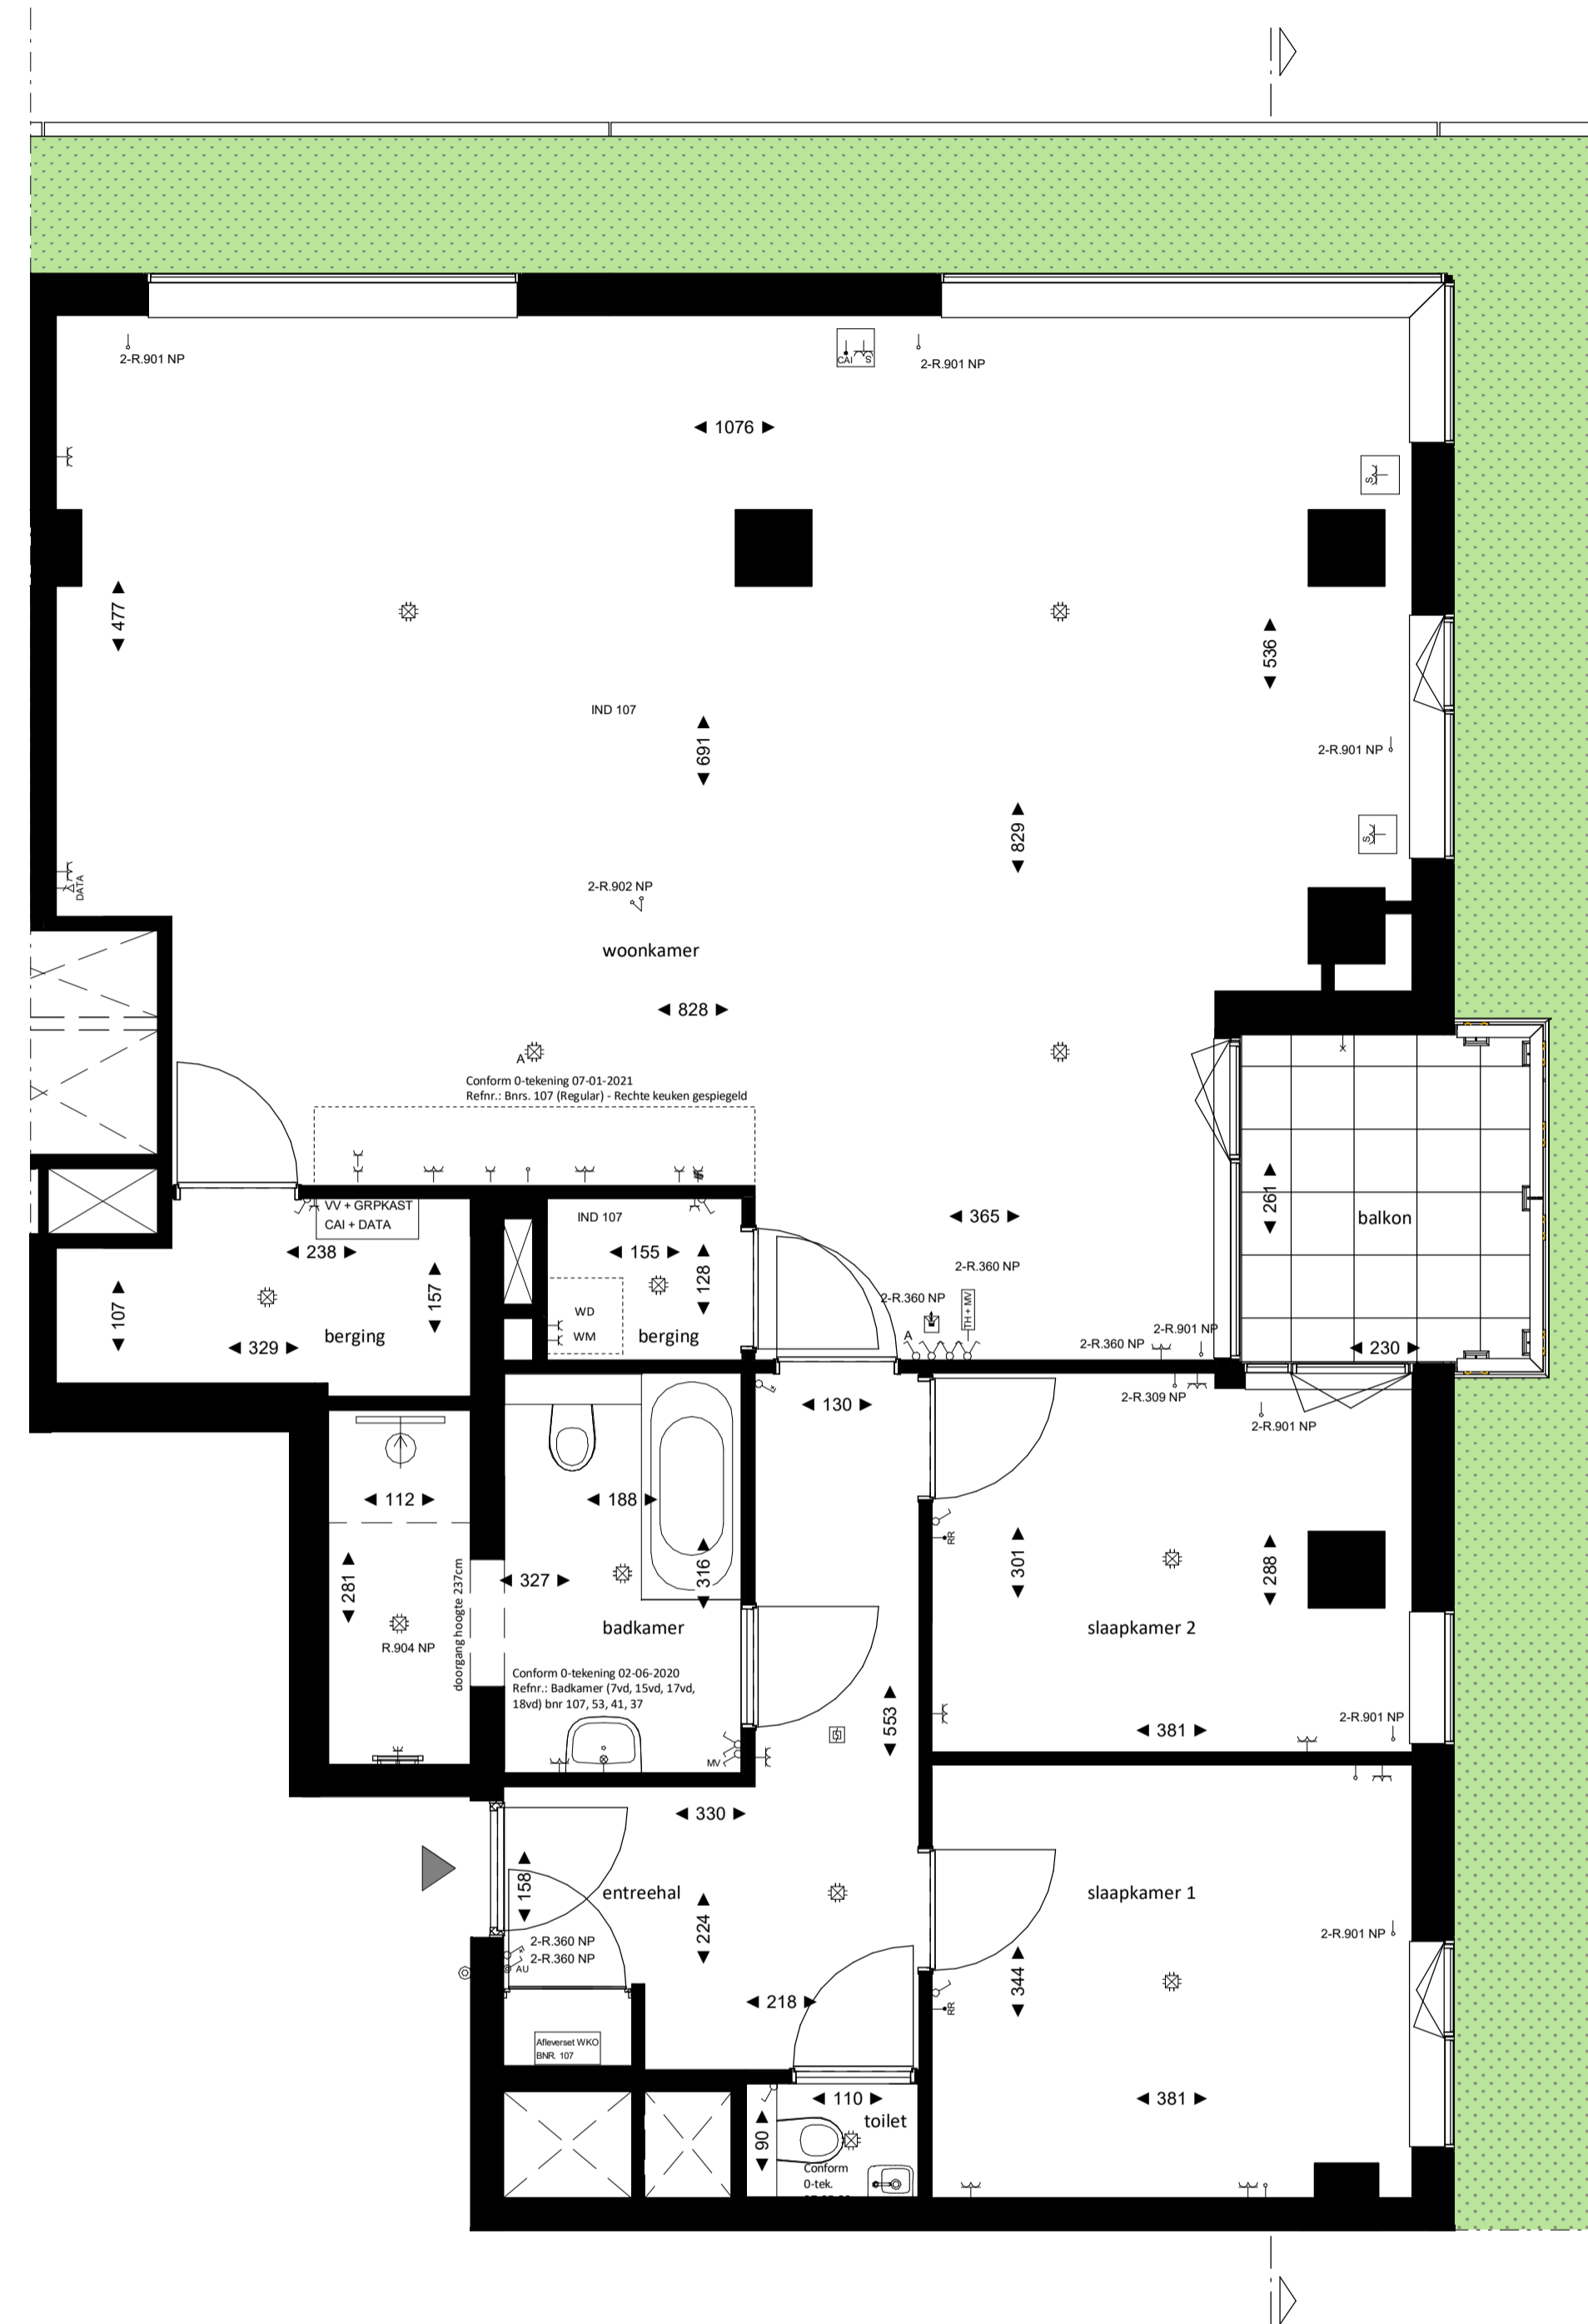 2-R.901 NP
CAI
S
2-R.901 NP
1076
S
477
536
IND 107
691
2-R.901 NP
829
S
DATA
2-R.902 NP
woonkamer
828
A
Conform 0-tekening 07-01-2021
Refnr.: Bnrs. 107 (Regular) - Rechte keuken gespiegeld
VV + GRPKAST
CAI + DATA
IND 107
365
261
balkon
238
155
128
2-R.360 NP
107
157
2-R.360 NP
TH + MV
WD
WM
berging
berging
A
2-R.901 NP
2-R.360 NP
329
230
130
2-R.309 NP
2-R.901 NP
112
188
RR
281
doorgang hoogte 237cm
327
316
301
288
badkamer
slaapkamer 2
R.904 NP
Conform 0-tekening 02-06-2020
Refnr.: Badkamer (7vd, 15vd, 17vd,
18vd) bnr 107, 53, 41, 37
553
2-R.901 NP
381
MV
330
158
entreehal
slaapkamer 1
224
2-R.901 NP
2-R.360 NP
2-R.360 NP
AU
344
218
RR
Afleverset WKO
BNR. 107
110
381
toilet
90
Conform
0-tek.